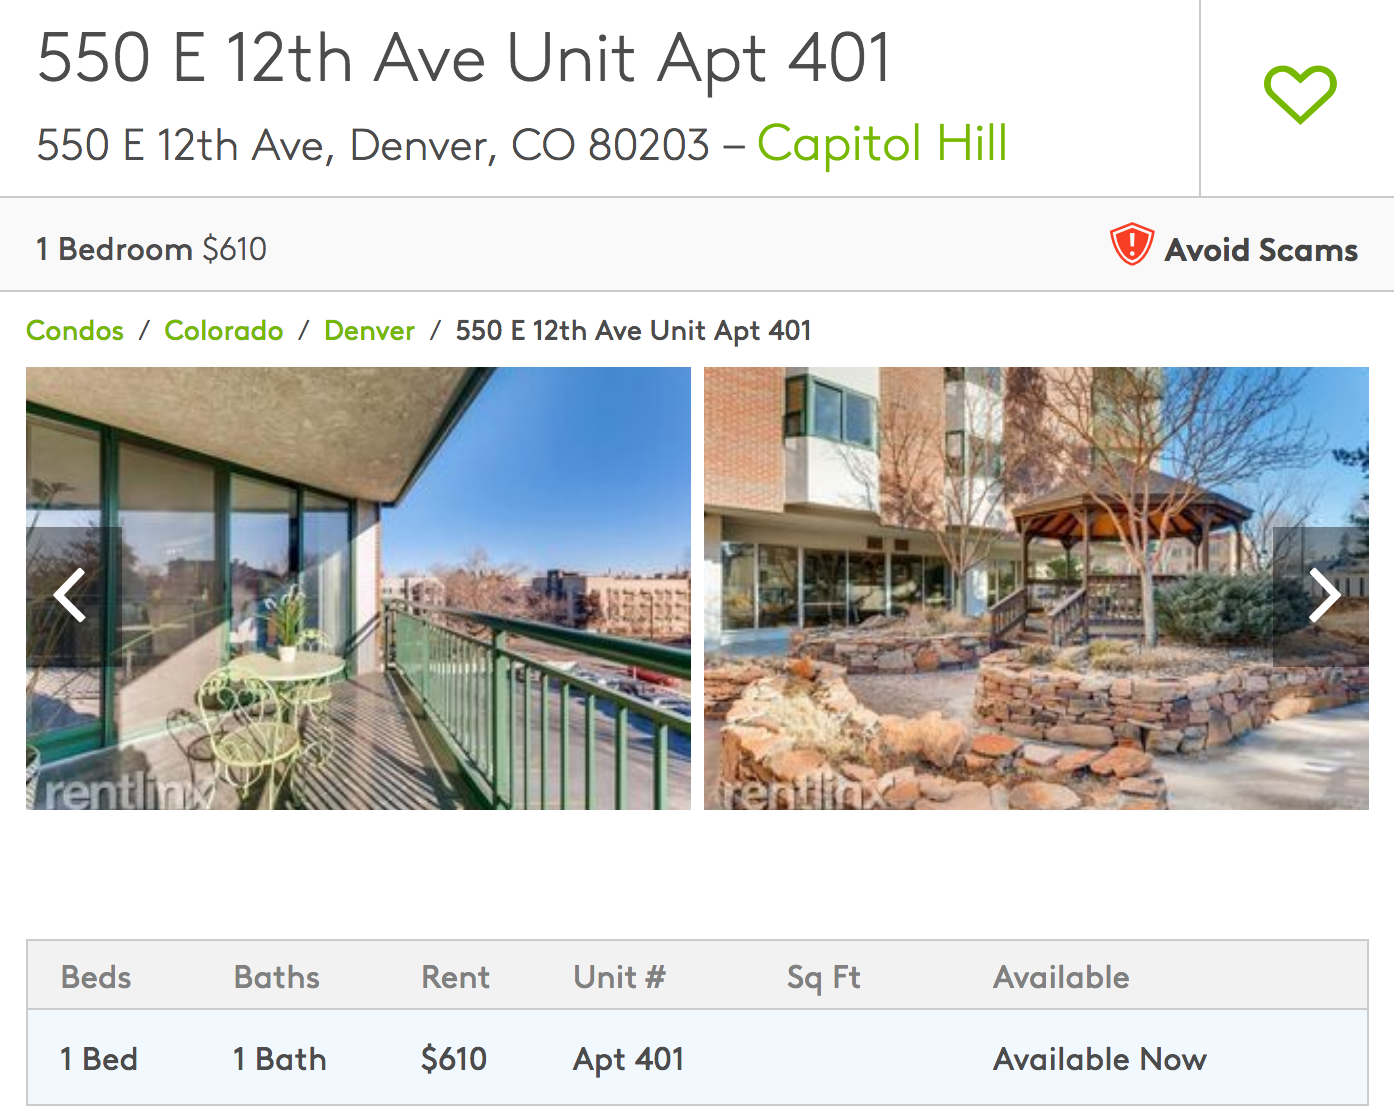 550 E 12th Ave Unit Apt 401
550 E 12th Ave, Denver, CO 80203 – Capitol Hill
1 Bedroom $610
Avoid Scams
Condos / Colorado / Denver / 550 E 12th Ave Unit Apt 401
rentlinx
rentlinx
Beds Baths Rent Unit # Sq Ft Available
1 Bed 1 Bath $610 Apt 401 Available Now